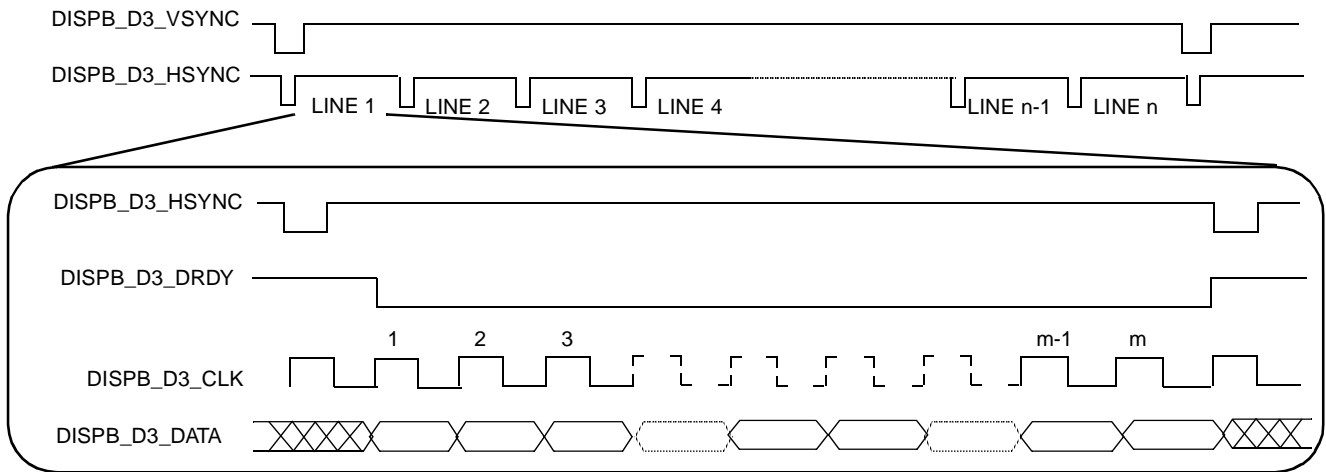 DISPB_D3_VSYNC
DISPB_D3_HSYNC
LINE 1 LINE 2 LINE 3 LINE 4 LINE n-1 LINE n
DISPB_D3_HSYNC
DISPB_D3_DRDY
1 2 3 m-1 m
DISPB_D3_CLK
DISPB_D3_DATA